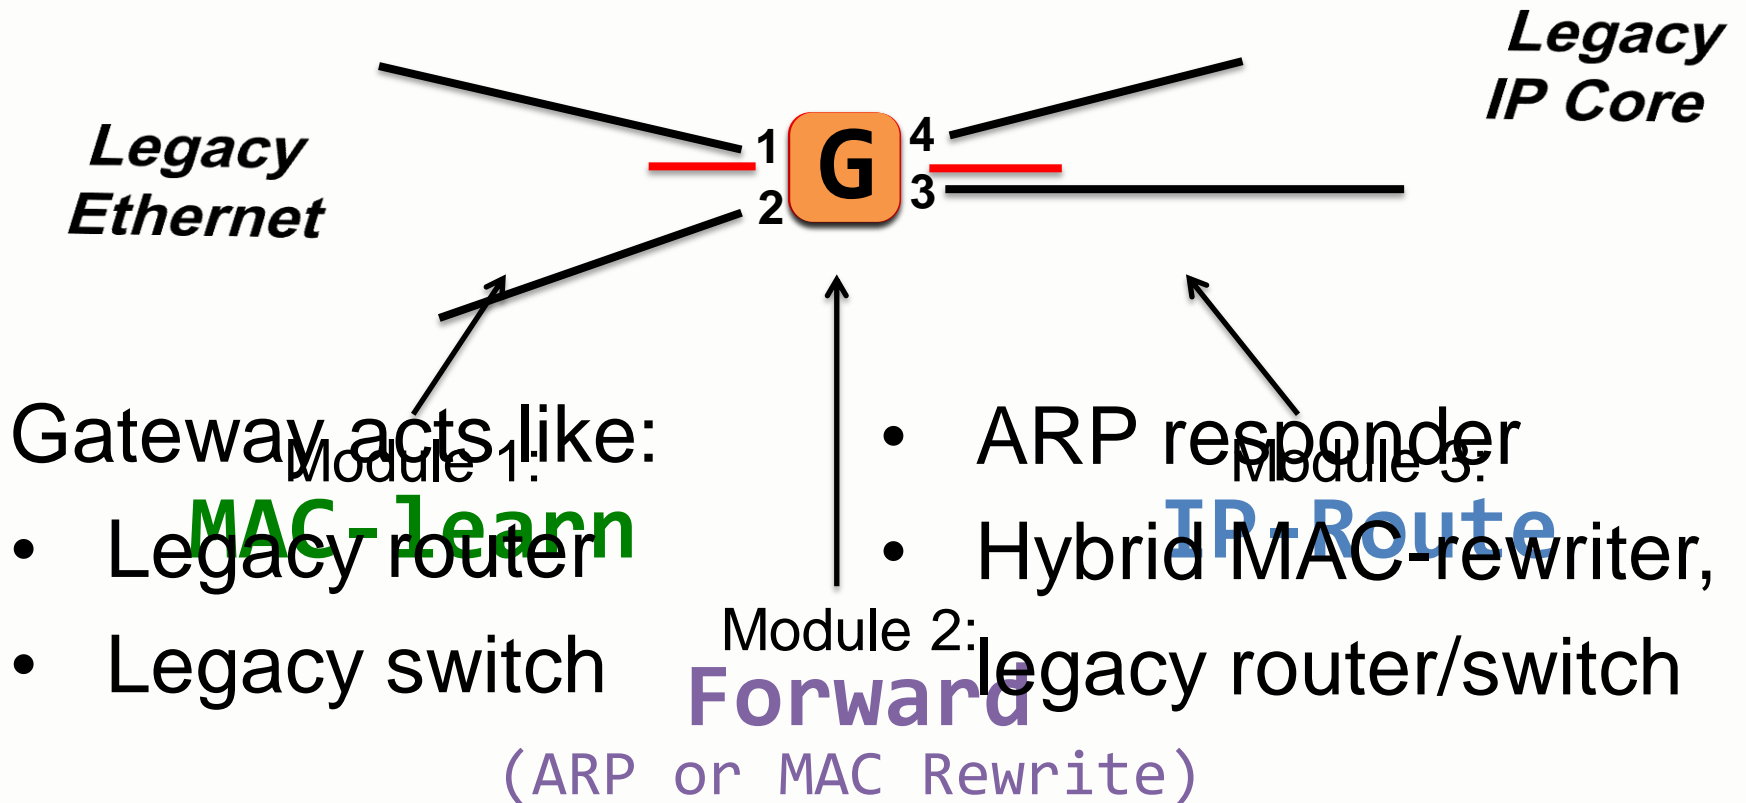 Legacy
IP Core
Legacy
Ethernet
1
2
G
4
3
Gateway acts like:
• Legacy router
• Legacy switch
• ARP responder
• Hybrid MAC-rewriter,
legacy router/switch
Module 1:
MAC-learn
Module 2:
Forward
(ARP or MAC Rewrite)
Module 3:
IP-Route